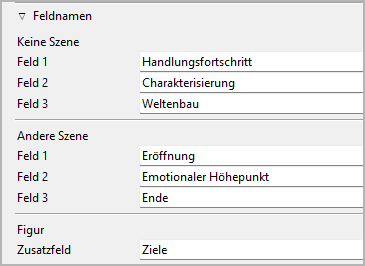 Feldnamen
Keine Szene
Feld 1 Handlungsfortschritt
Feld 2 Charakterisierung
Feld 3 Weltenbau
Andere Szene
Feld 1 Eröffnung
Feld 2 Emotionaler Höhepunkt
Feld 3 Ende
Figur
Zusatzfeld Ziele